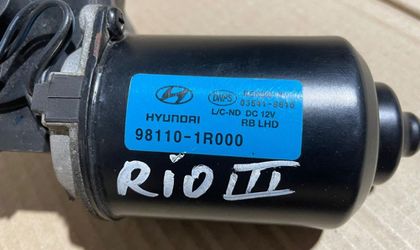 HYUNDAI
L/C-ND DC 12V
RB LHD
98110-1R000
RIO III